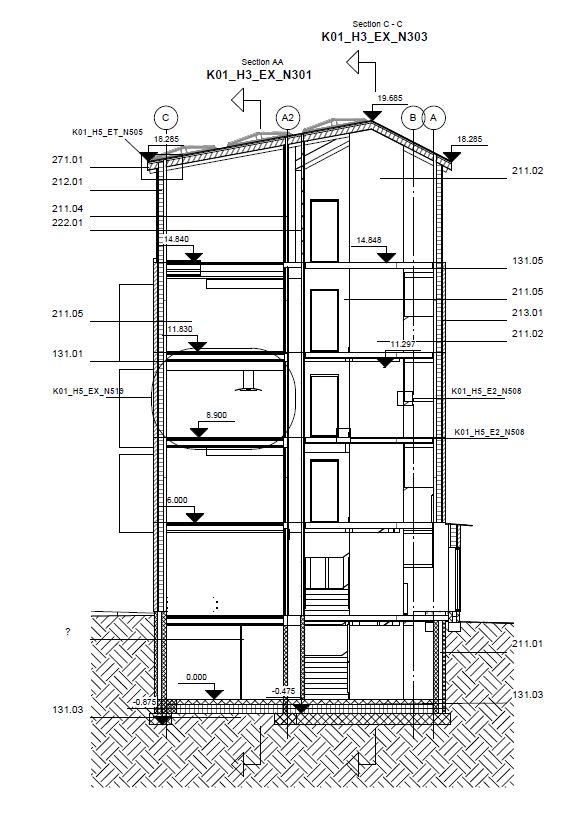 Section C - C
K01_H3_EX_N303
Section AA
K01_H3_EX_N301
19.685
C
A2
B
A
K01_H5_ET_N505
18.285
18.285
271.01
212.01
211.02
211.04
222.01
14.840
14.848
131.05
211.05
213.01
211.05
11.830
211.02
131.01
11.297
K01_H5_EX_N513
K01_H5_E2_N508
8.900
K01_H5_E2_N508
6.000
?
211.01
0.000
-0.475
131.03
-0.875
131.03